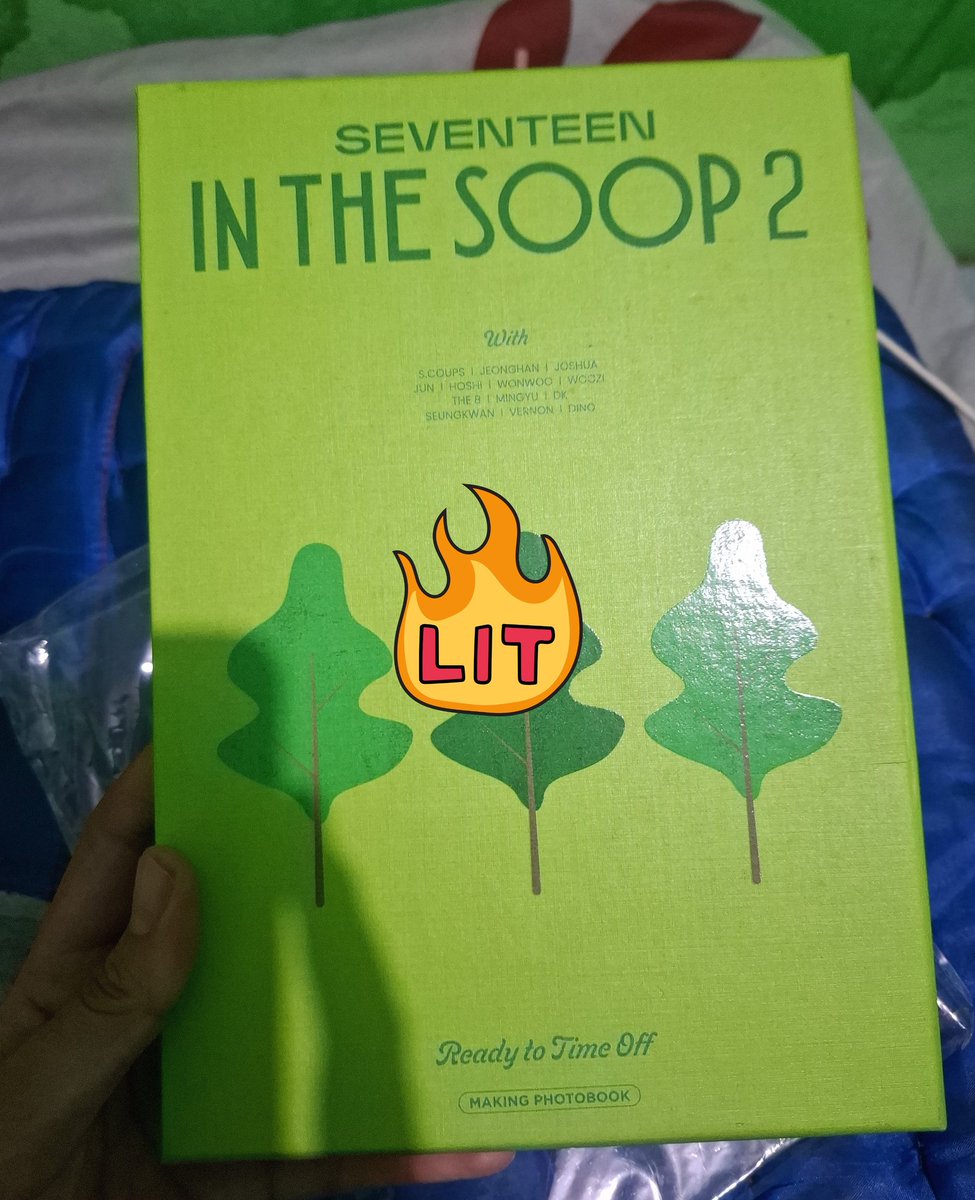 SEVENTEEN
IN THE SOOP 2
With
S.COUPS | JEONGHAN | JOSHUA
JUN | HOSHI | WONWOO | WOOZI
THE 8 | MINGYU | DK
SEUNGKWAN | VERNON | DINO
LIT
Ready to Time Off
MAKING PHOTOBOOK